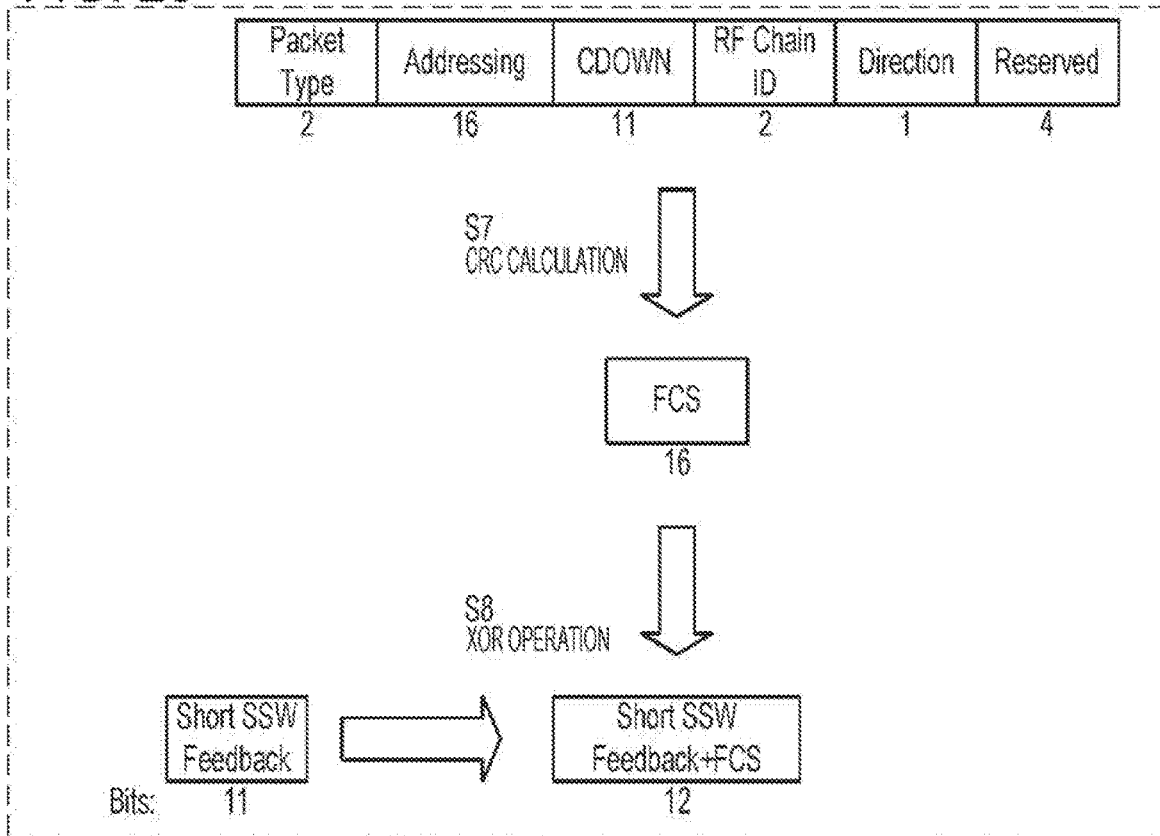 Packet Type
Addressing
CDOWN
RF Chain ID
Direction
Reserved
2
16
11
2
1
4
S7
CRC CALCULATION
FCS
16
S8
XOR OPERATION
Short SSW
Feedback
Short SSW
Feedback+FCS
Bits:
11
12